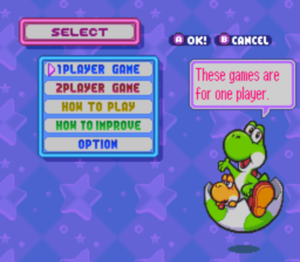 SELECT
A OK! B CANCEL
1PLAYER GAME
2PLAYER GAME
HOW TO PLAY
HOW TO IMPROVE
OPTION
These games are
for one player.